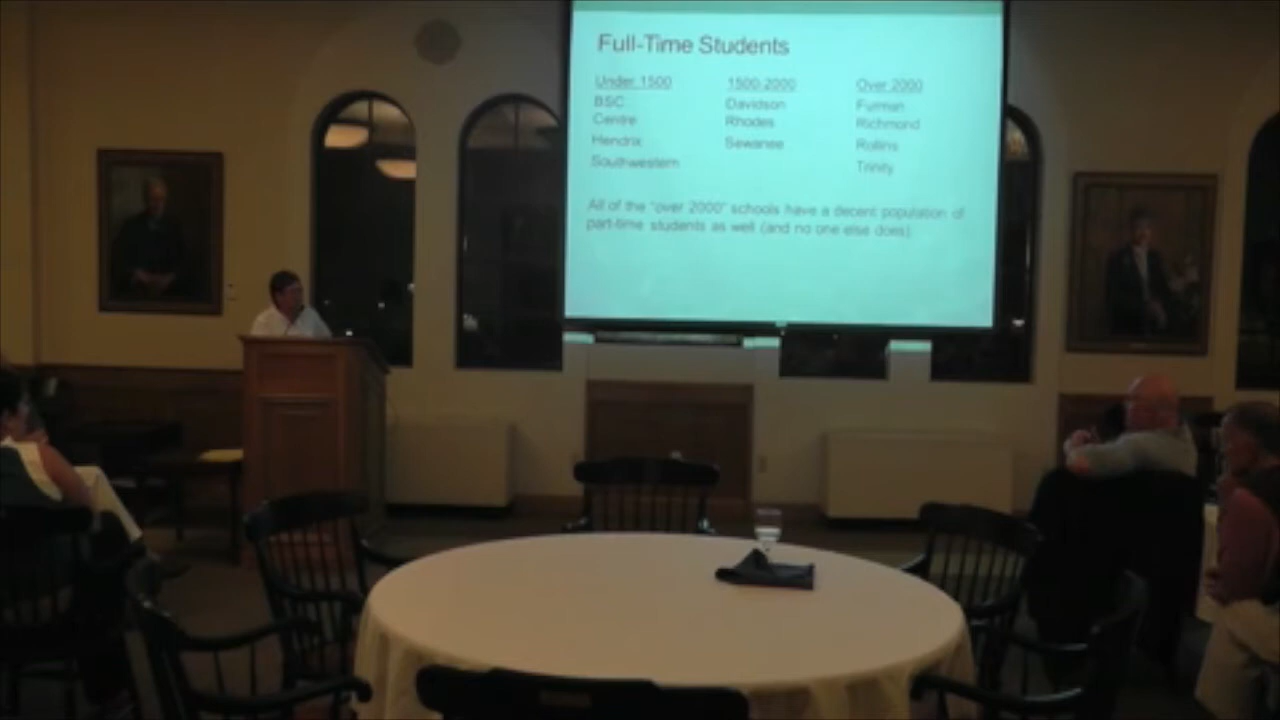 Full-Time Students
Under 1500 1500-2000 Over 2000
BSC Davidson Furman
Centre Rhodes Richmond
Hendrix Sewanee Rollins
Southwestern Trinity
All of the "over 2000" schools have a decent population of
part-time students as well (and no one else does).